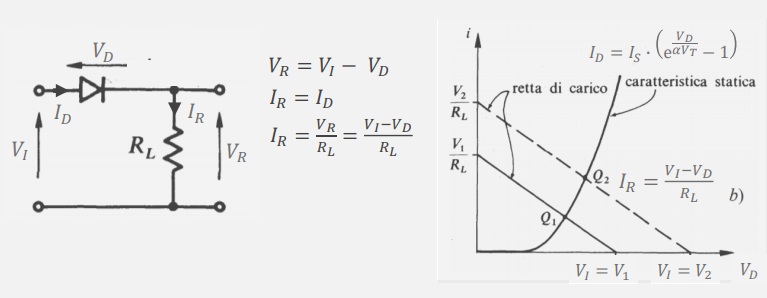 V_D
I_D
I_R
V_I
R_L
V_R
V_R = V_I − V_D
I_R = I_D
I_R = V_R/R_L = (V_I−V_D)/R_L
i
I_D = I_S · (e^(V_D/αV_T) − 1)
V_2/R_L
retta di carico
caratteristica statica
V_1/R_L
Q_2
I_R = (V_I−V_D)/R_L
b)
Q_1
V_I = V_1
V_I = V_2
V_D